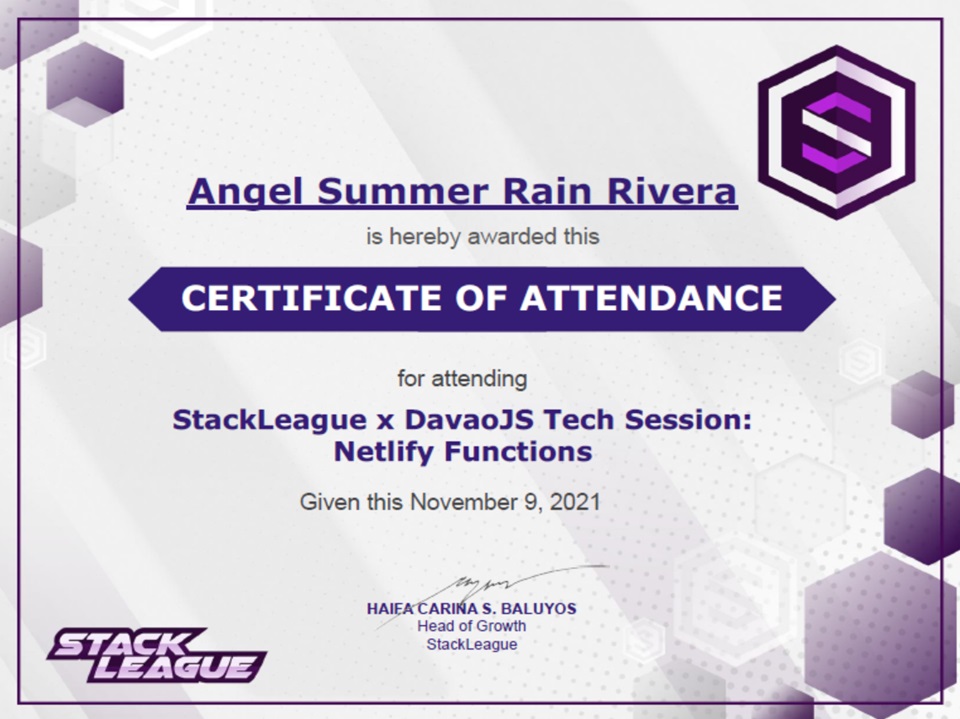 Angel Summer Rain Rivera
is hereby awarded this
CERTIFICATE OF ATTENDANCE
for attending
StackLeague x DavaoJS Tech Session:
Netlify Functions
Given this November 9, 2021
HAIFA CARINA S. BALUYOS
Head of Growth
StackLeague
STACK
LEAGUE